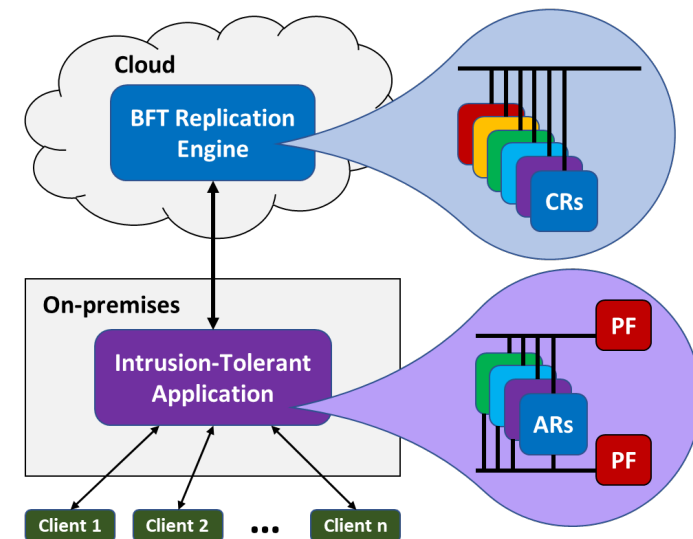 Cloud
BFT Replication
Engine
CRs
On-premises
Intrusion-Tolerant
Application
PF
ARs
PF
Client 1
Client 2
...
Client n